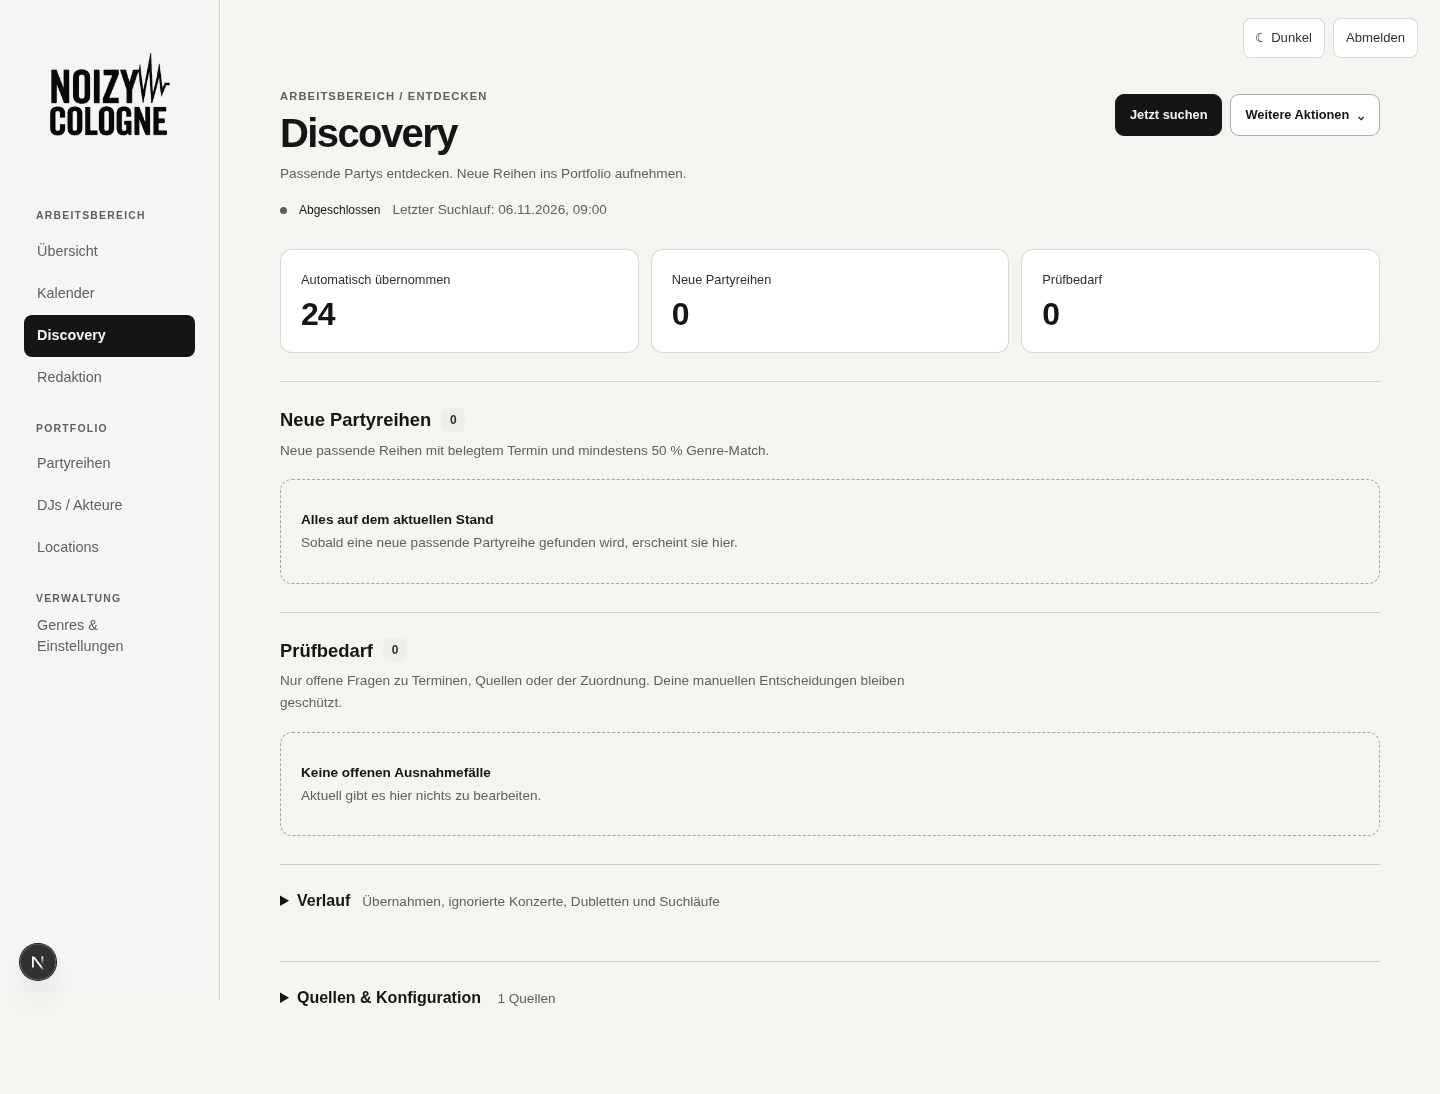 NOIZY
COLOGNE
ARBEITSBEREICH
Übersicht
Kalender
Discovery
Redaktion
PORTFOLIO
Partyreihen
DJs / Akteure
Locations
VERWALTUNG
Genres &
Einstellungen
N
☾ Dunkel
Abmelden
ARBEITSBEREICH / ENTDECKEN
Discovery
Jetzt suchen
Weitere Aktionen
Passende Partys entdecken. Neue Reihen ins Portfolio aufnehmen.
Abgeschlossen Letzter Suchlauf: 06.11.2026, 09:00
Automatisch übernommen
24
Neue Partyreihen
0
Prüfbedarf
0
Neue Partyreihen 0
Neue passende Reihen mit belegtem Termin und mindestens 50 % Genre-Match.
Alles auf dem aktuellen Stand
Sobald eine neue passende Partyreihe gefunden wird, erscheint sie hier.
Prüfbedarf 0
Nur offene Fragen zu Terminen, Quellen oder der Zuordnung. Deine manuellen Entscheidungen bleiben
geschützt.
Keine offenen Ausnahmefälle
Aktuell gibt es hier nichts zu bearbeiten.
Verlauf Übernahmen, ignorierte Konzerte, Dubletten und Suchläufe
Quellen & Konfiguration 1 Quellen